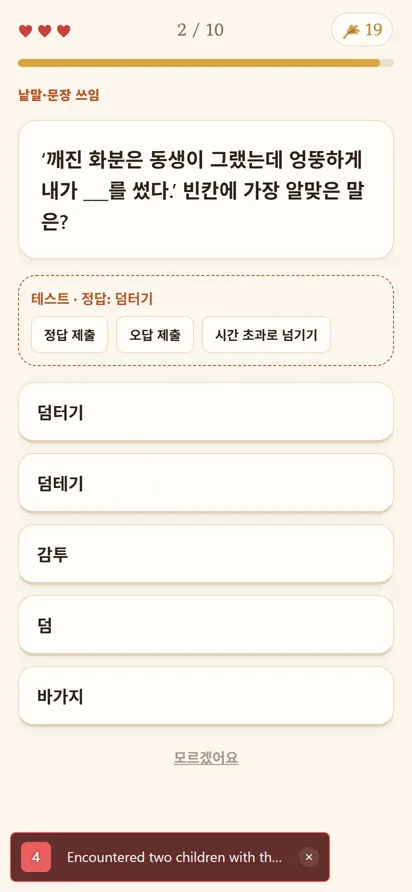 2 / 10
19
낱말·문장 쓰임
‘깨진 화분은 동생이 그랬는데 엉뚱하게
내가 ___를 썼다.’ 빈칸에 가장 알맞은 말
은?
테스트 · 정답: 덤터기
정답 제출
오답 제출
시간 초과로 넘기기
덤터기
덤테기
감투
덤
바가지
모르겠어요
4
Encountered two children with th...
×